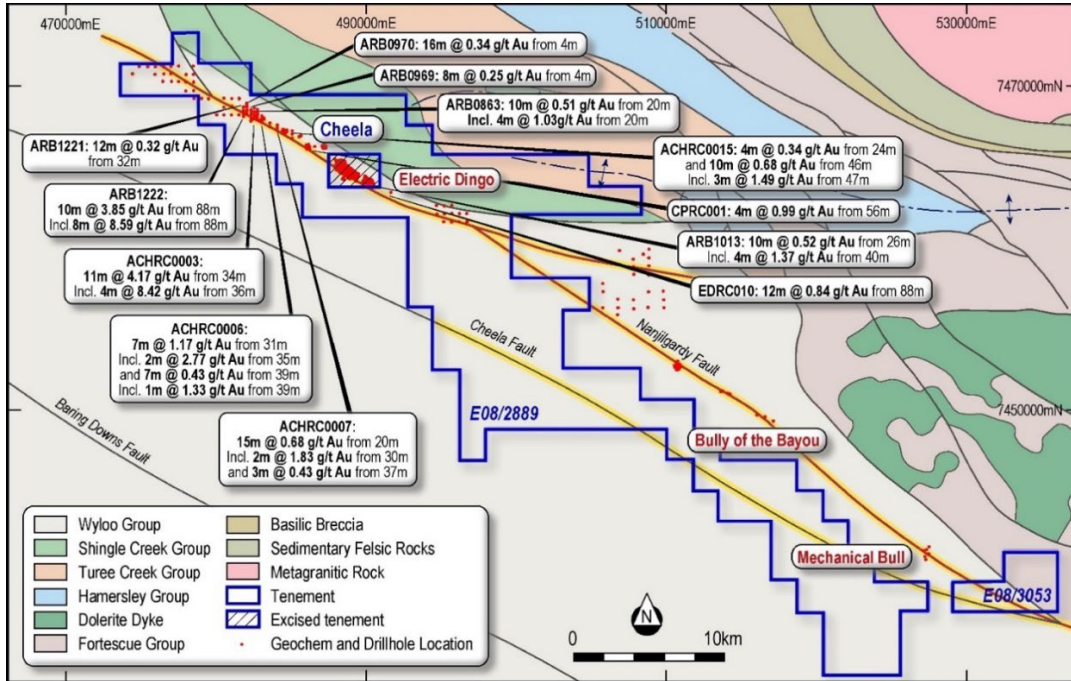 470000mE
490000mE
510000mE
530000mE
ARB0970: 16m @ 0.34 g/t Au from 4m
ARB0969: 8m @ 0.25 g/t Au from 4m
7470000mN
ARB0863: 10m @ 0.51 g/t Au from 20m
Incl. 4m @ 1.03g/t Au from 20m
Cheela
ARB1221: 12m @ 0.32 g/t Au
from 32m
ACHRC0015: 4m @ 0.34 g/t Au from 24m
and 10m @ 0.68 g/t Au from 46m
Incl. 3m @ 1.49 g/t Au from 47m
Electric Dingo
ARB1222:
10m @ 3.85 g/t Au from 88m
Incl. 8m @ 8.59 g/t Au from 88m
CPRC001: 4m @ 0.99 g/t Au from 56m
ARB1013: 10m @ 0.52 g/t Au from 26m
Incl. 4m @ 1.37 g/t Au from 40m
ACHRC0003:
11m @ 4.17 g/t Au from 34m
Incl. 4m @ 8.42 g/t Au from 36m
EDRC010: 12m @ 0.84 g/t Au from 88m
ACHRC0006:
7m @ 1.17 g/t Au from 31m
Incl. 2m @ 2.77 g/t Au from 35m
and 7m @ 0.43 g/t Au from 39m
Incl. 1m @ 1.33 g/t Au from 39m
Cheela Fault
Nanjilgardy Fault
Baring Downs Fault
E08/2889
7450000mN
ACHRC0007:
15m @ 0.68 g/t Au from 20m
Incl. 2m @ 1.83 g/t Au from 30m
and 3m @ 0.43 g/t Au from 37m
Bully of the Bayou
Mechanical Bull
E08/3053
Wyloo Group
Shingle Creek Group
Turee Creek Group
Hamersley Group
Dolerite Dyke
Fortescue Group
Basilic Breccia
Sedimentary Felsic Rocks
Metagranitic Rock
Tenement
Excised tenement
Geochem and Drillhole Location
N
0
10km